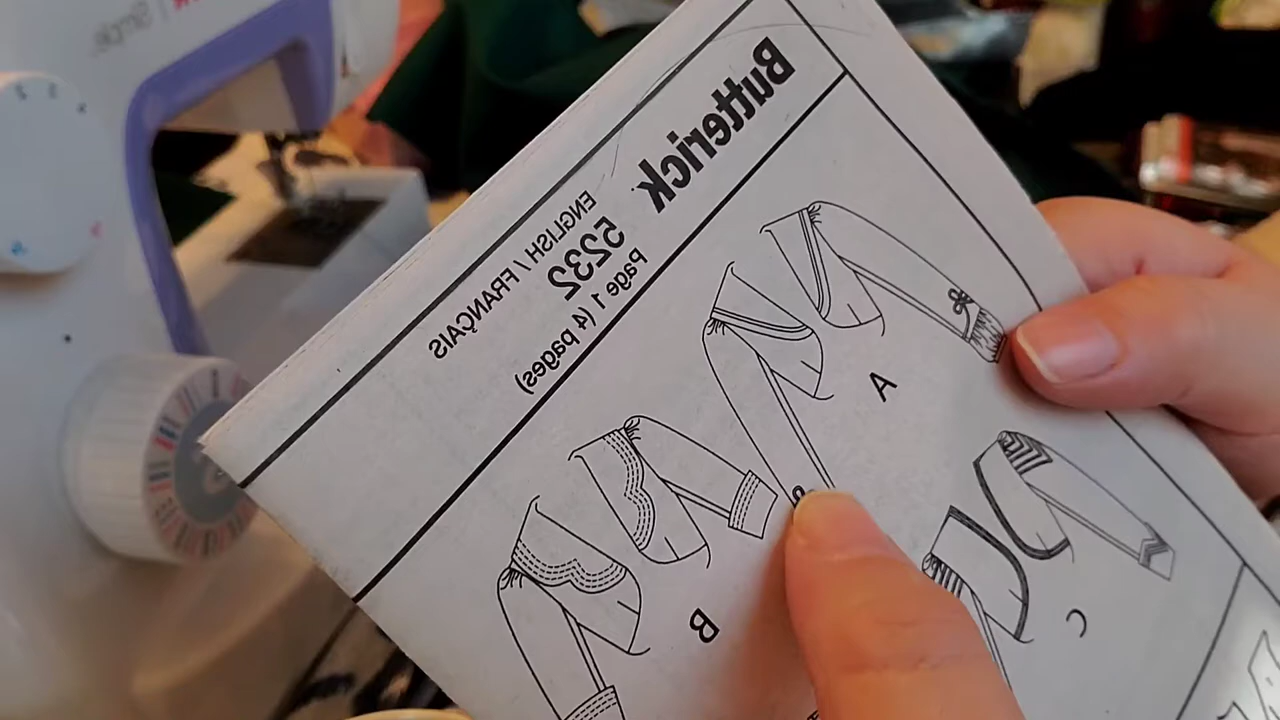 Butterick
ENGLISH / FRANÇAIS
5232
Page 1 (4 pages)
A
B
C